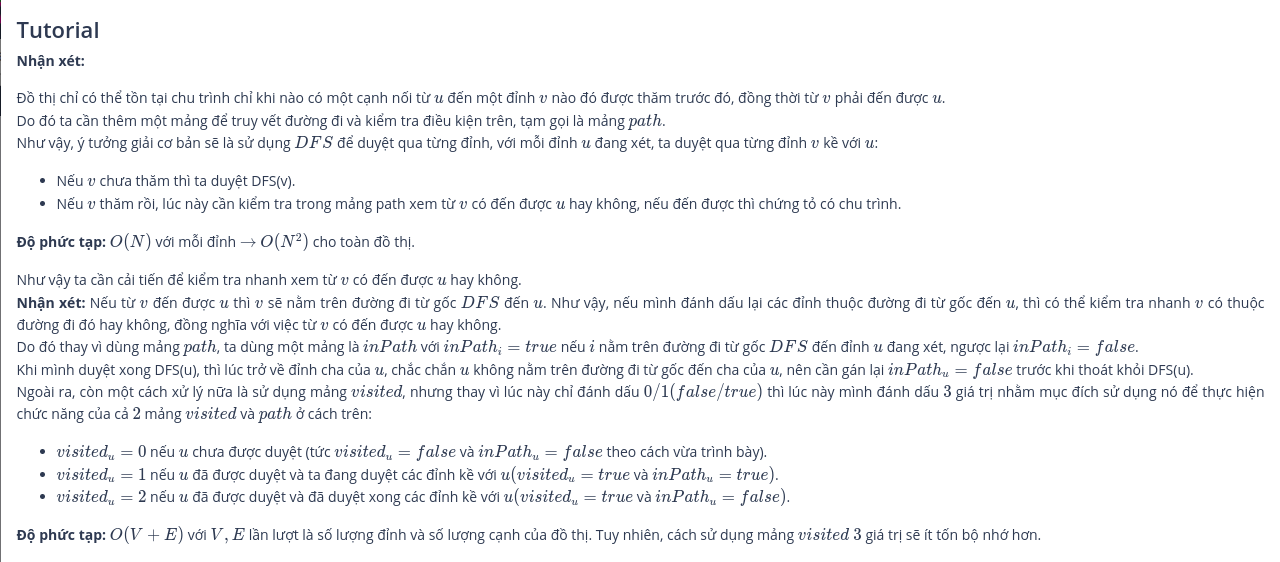 Tutorial
Nhận xét:
Đồ thị chỉ có thể tồn tại chu trình chỉ khi nào có một cạnh nối từ u đến một đỉnh v nào đó được thăm trước đó, đồng thời từ v phải đến được u.
Do đó ta cần thêm một mảng để truy vết đường đi và kiểm tra điều kiện trên, tạm gọi là mảng path.
Như vậy, ý tưởng giải cơ bản sẽ là sử dụng DFS để duyệt qua từng đỉnh, với mỗi đỉnh u đang xét, ta duyệt qua từng đỉnh v kề với u:
• Nếu v chưa thăm thì ta duyệt DFS(v).
• Nếu v thăm rồi, lúc này cần kiểm tra trong mảng path xem từ v có đến được u hay không, nếu đến được thì chứng tỏ có chu trình.
Độ phức tạp: O(N) với mỗi đỉnh → O(N²) cho toàn đồ thị.
Như vậy ta cần cải tiến để kiểm tra nhanh xem từ v có đến được u hay không.
Nhận xét: Nếu từ v đến được u thì v sẽ nằm trên đường đi từ gốc DFS đến u. Như vậy, nếu mình đánh dấu lại các đỉnh thuộc đường đi từ gốc đến u, thì có thể kiểm tra nhanh v có thuộc
đường đi đó hay không, đồng nghĩa với việc từ v có đến được u hay không.
Do đó thay vì dùng mảng path, ta dùng một mảng là inPath với inPathᵢ = true nếu i nằm trên đường đi từ gốc DFS đến đỉnh u đang xét, ngược lại inPathᵢ = false.
Khi mình duyệt xong DFS(u), thì lúc trở về đỉnh cha của u, chắc chắn u không nằm trên đường đi từ gốc đến cha của u, nên cần gán lại inPathᵤ = false trước khi thoát khỏi DFS(u).
Ngoài ra, còn một cách xử lý nữa là sử dụng mảng visited, nhưng thay vì lúc này chỉ đánh dấu 0/1(false/true) thì lúc này mình đánh dấu 3 giá trị nhằm mục đích sử dụng nó để thực hiện
chức năng của cả 2 mảng visited và path ở cách trên:
• visitedᵤ = 0 nếu u chưa được duyệt (tức visitedᵤ = false và inPathᵤ = false theo cách vừa trình bày).
• visitedᵤ = 1 nếu u đã được duyệt và ta đang duyệt các đỉnh kề với u(visitedᵤ = true và inPathᵤ = true).
• visitedᵤ = 2 nếu u đã được duyệt và đã duyệt xong các đỉnh kề với u(visitedᵤ = true và inPathᵤ = false).
Độ phức tạp: O(V + E) với V, E lần lượt là số lượng đỉnh và số lượng cạnh của đồ thị. Tuy nhiên, cách sử dụng mảng visited 3 giá trị sẽ ít tốn bộ nhớ hơn.